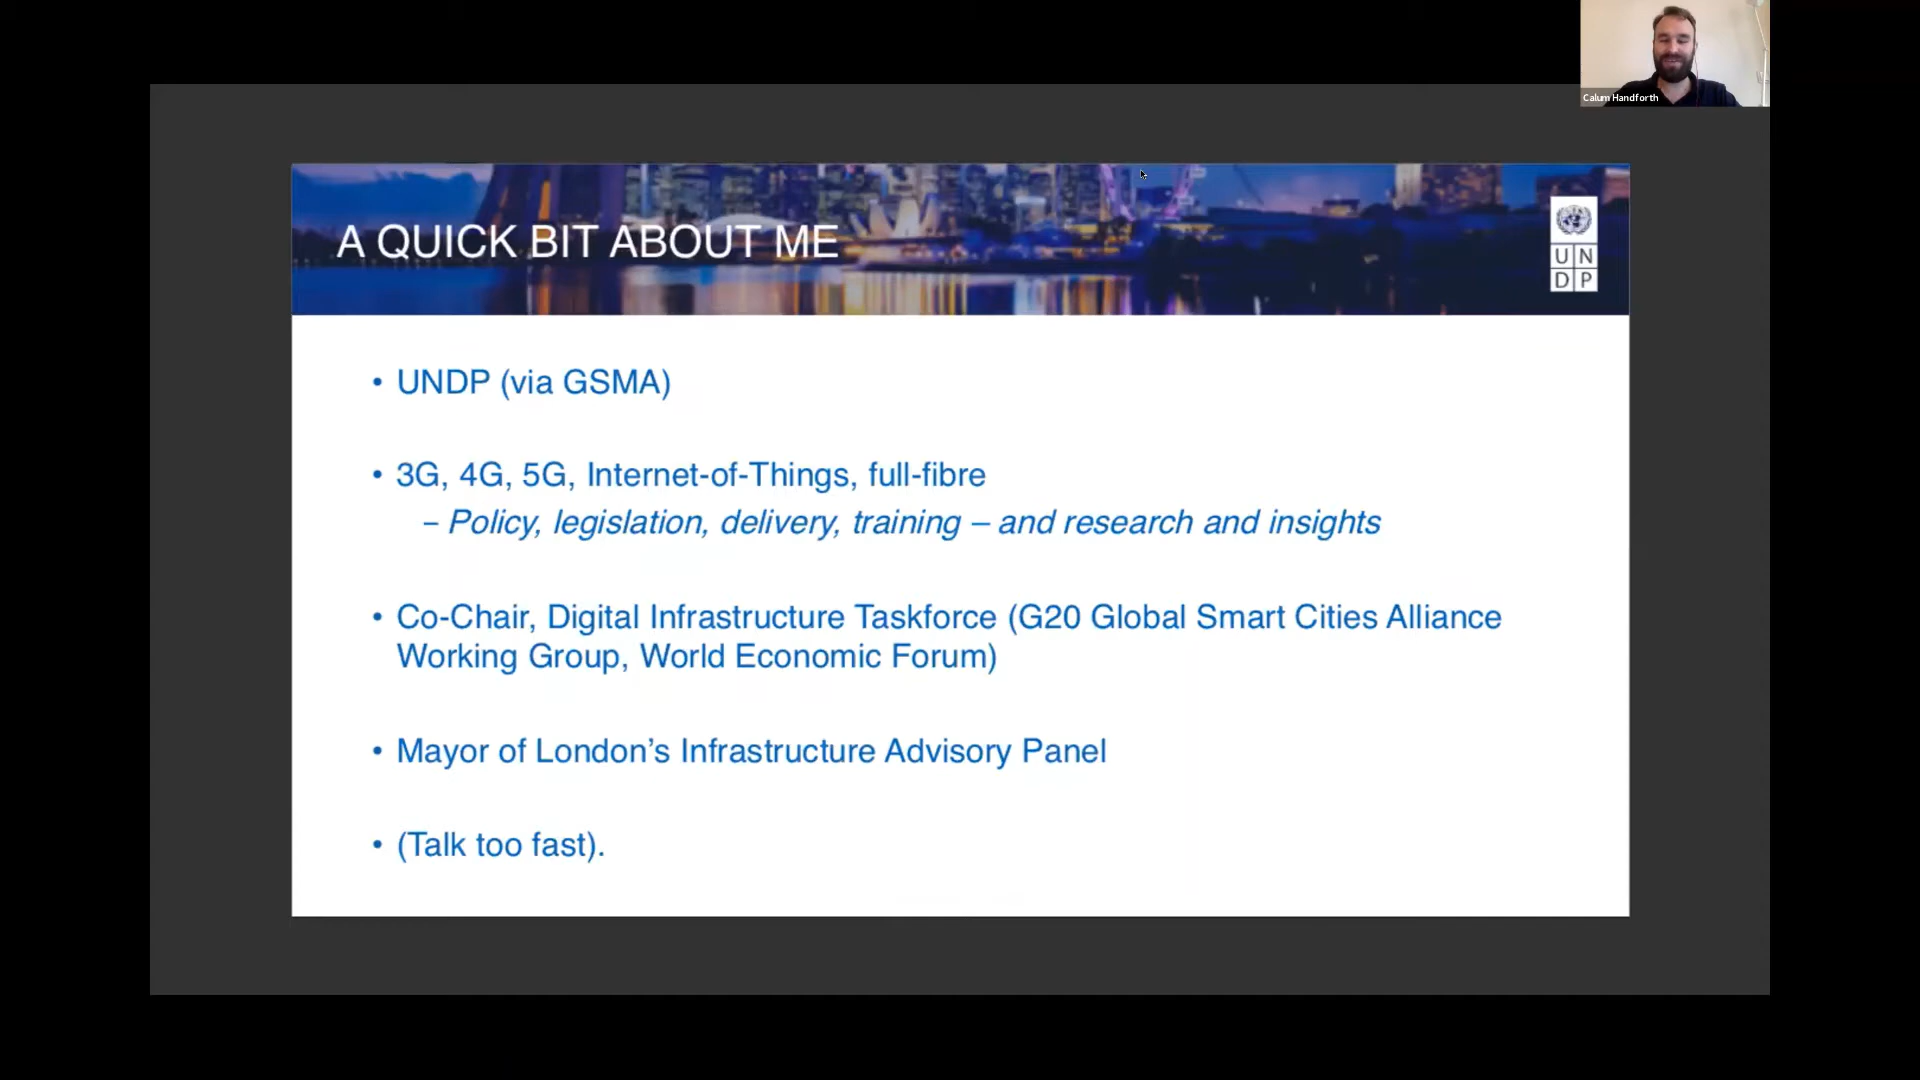 Calum Handforth
A QUICK BIT ABOUT ME
U N
D P
• UNDP (via GSMA)
• 3G, 4G, 5G, Internet-of-Things, full-fibre
– Policy, legislation, delivery, training – and research and insights
• Co-Chair, Digital Infrastructure Taskforce (G20 Global Smart Cities Alliance
Working Group, World Economic Forum)
• Mayor of London’s Infrastructure Advisory Panel
• (Talk too fast).